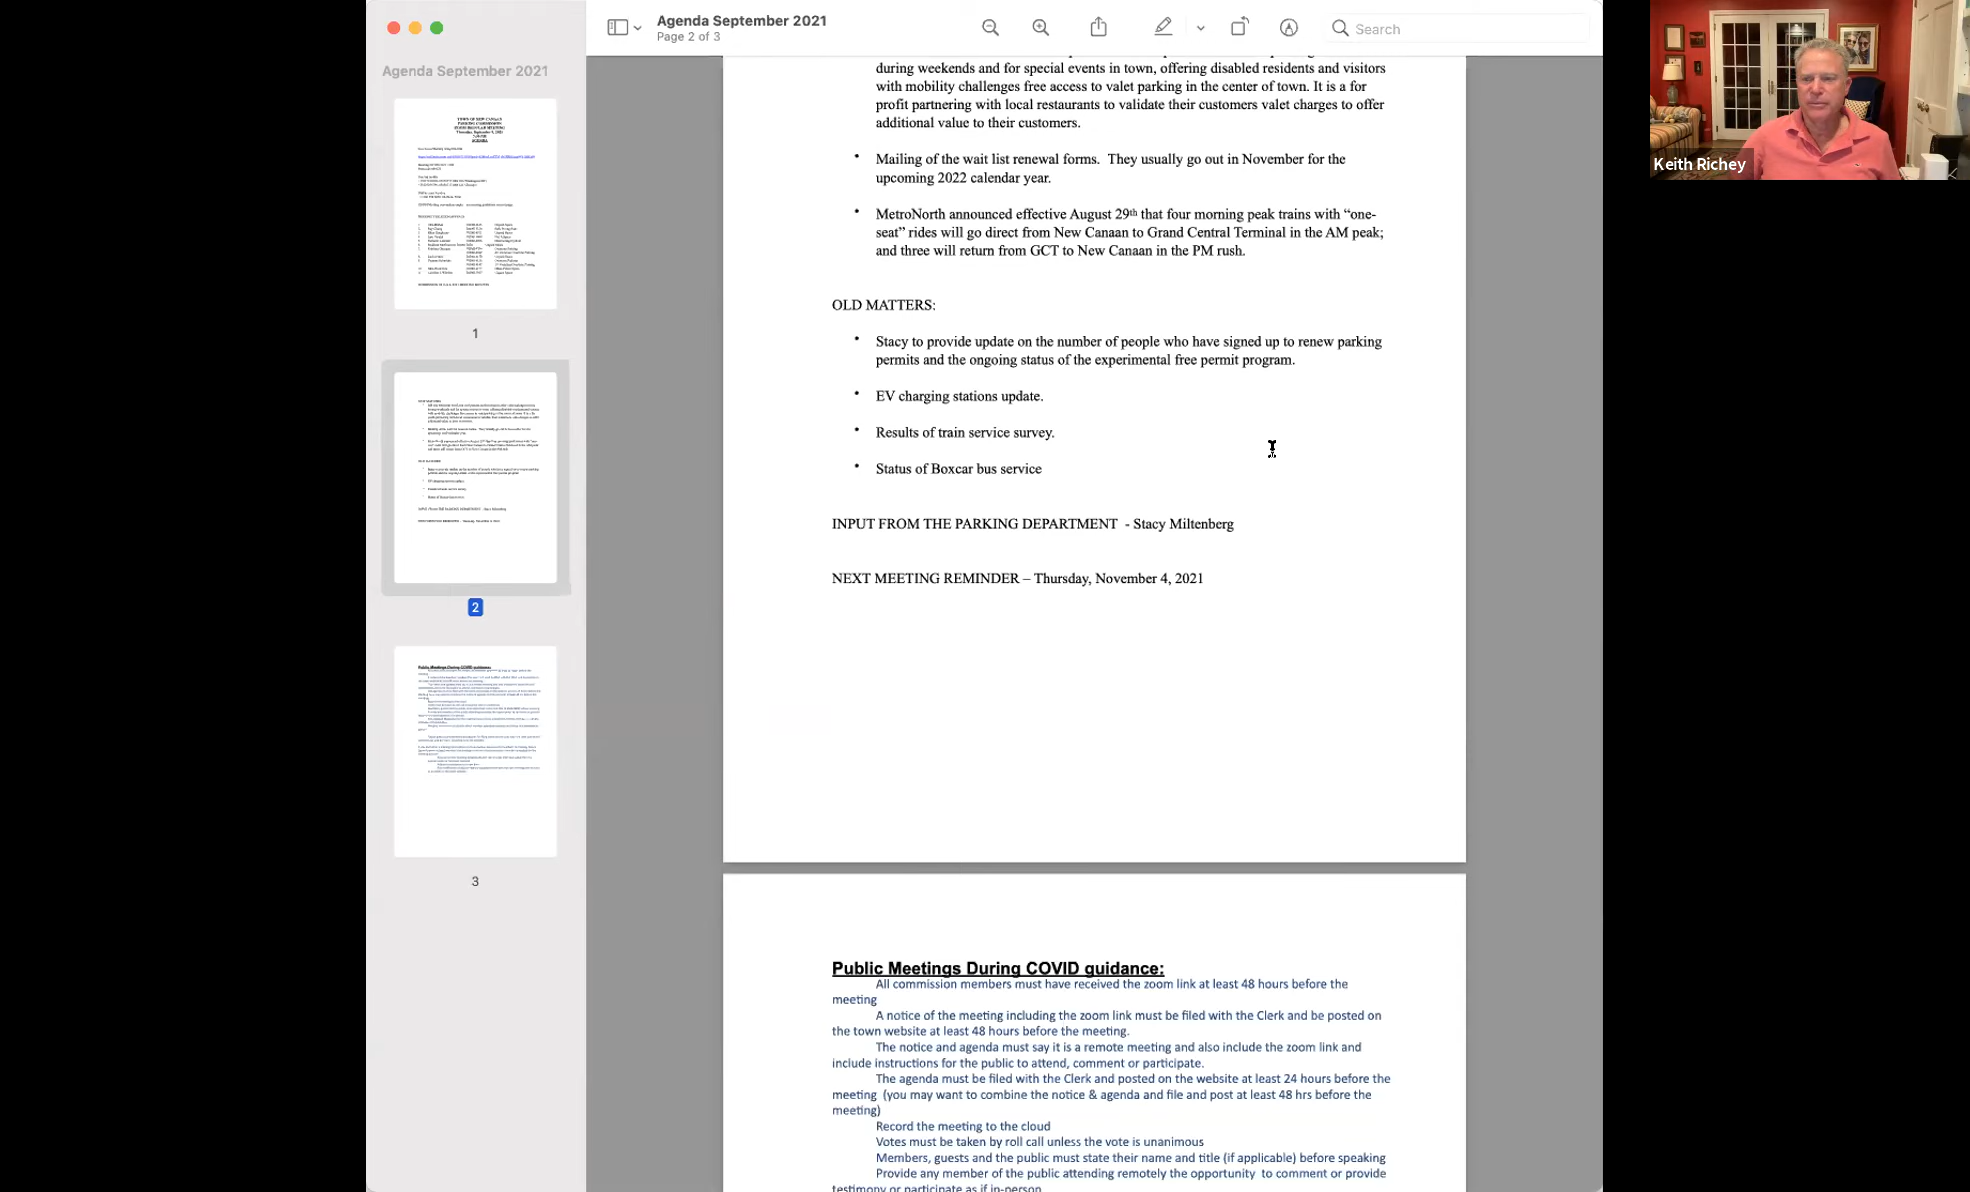 Agenda September 2021
Page 2 of 3
Search
Agenda September 2021
1
2
3
during weekends and for special events in town, offering disabled residents and visitors
with mobility challenges free access to valet parking in the center of town. It is a for
profit partnering with local restaurants to validate their customers valet charges to offer
additional value to their customers.
• Mailing of the wait list renewal forms. They usually go out in November for the
upcoming 2022 calendar year.
• MetroNorth announced effective August 29th that four morning peak trains with “one-
seat” rides will go direct from New Canaan to Grand Central Terminal in the AM peak;
and three will return from GCT to New Canaan in the PM rush.
OLD MATTERS:
• Stacy to provide update on the number of people who have signed up to renew parking
permits and the ongoing status of the experimental free permit program.
• EV charging stations update.
• Results of train service survey.
• Status of Boxcar bus service
INPUT FROM THE PARKING DEPARTMENT - Stacy Miltenberg
NEXT MEETING REMINDER – Thursday, November 4, 2021
Public Meetings During COVID guidance:
All commission members must have received the zoom link at least 48 hours before the
meeting
A notice of the meeting including the zoom link must be filed with the Clerk and be posted on
the town website at least 48 hours before the meeting.
The notice and agenda must say it is a remote meeting and also include the zoom link and
include instructions for the public to attend, comment or participate.
The agenda must be filed with the Clerk and posted on the website at least 24 hours before the
meeting (you may want to combine the notice & agenda and file and post at least 48 hrs before the
meeting)
Record the meeting to the cloud
Votes must be taken by roll call unless the vote is unanimous
Members, guests and the public must state their name and title (if applicable) before speaking
Provide any member of the public attending remotely the opportunity to comment or provide
testimony or participate as if in-person
Keith Richey